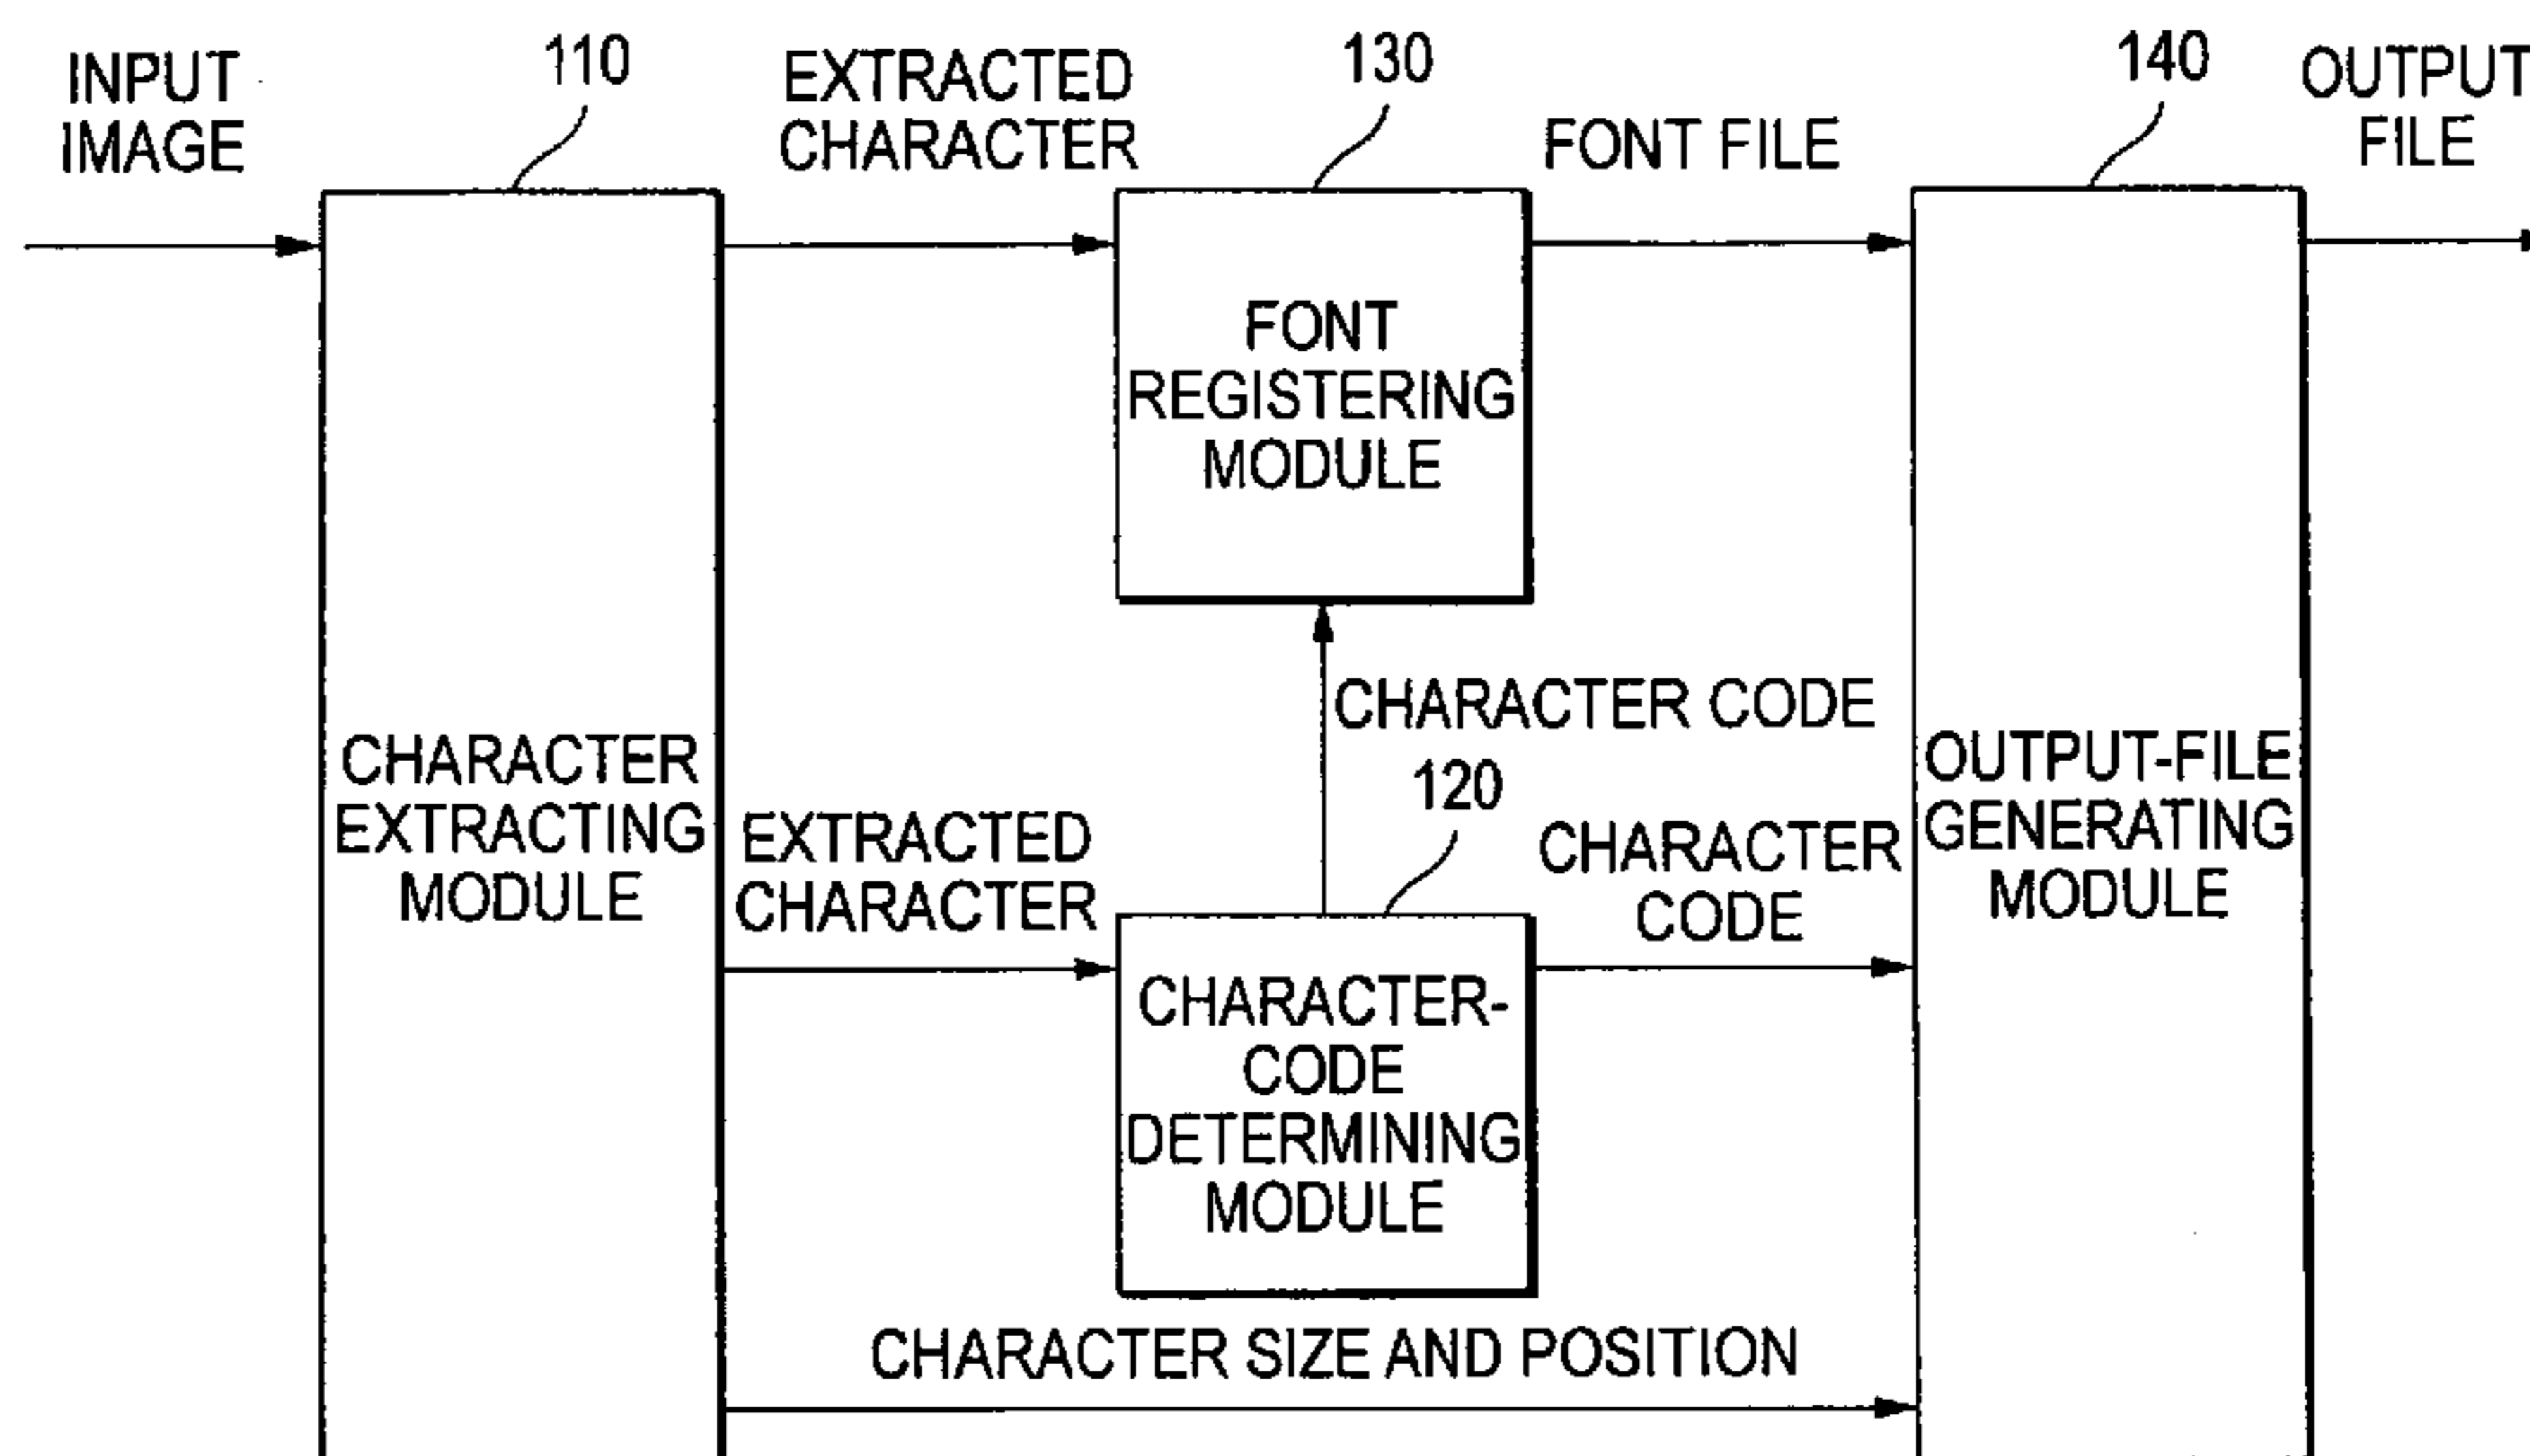 INPUT
IMAGE
110
EXTRACTED
CHARACTER
130
FONT FILE
140
OUTPUT
FILE
FONT
REGISTERING
MODULE
CHARACTER CODE
CHARACTER
EXTRACTING
MODULE
EXTRACTED
CHARACTER
120
CHARACTER
CODE
OUTPUT-FILE
GENERATING
MODULE
CHARACTER-
CODE
DETERMINING
MODULE
CHARACTER SIZE AND POSITION